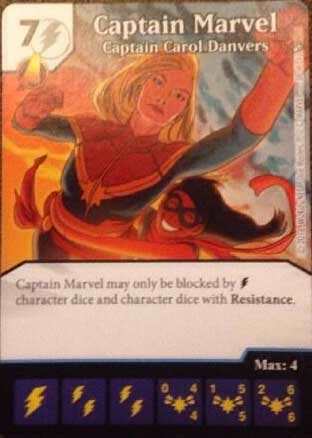 7
Captain Marvel
Captain Carol Danvers
Captain Marvel may only be blocked by
character dice and character dice with Resistance.
Max: 4
0 4 4
1 5 5
2 6 6